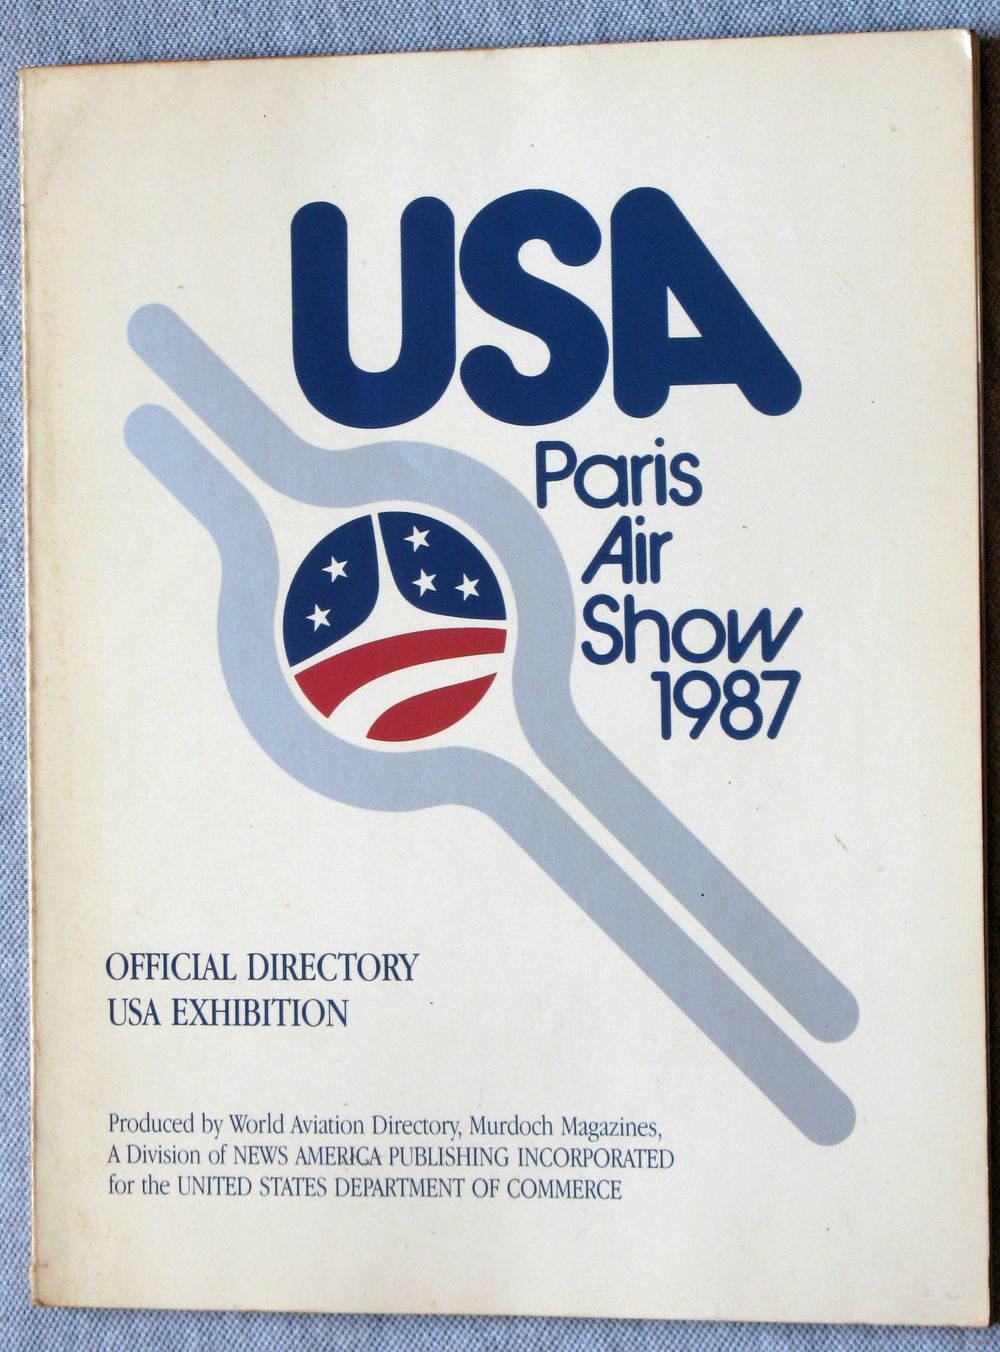 USA
Paris
Air
Show
1987
OFFICIAL DIRECTORY
USA EXHIBITION
Produced by World Aviation Directory, Murdoch Magazines,
A Division of NEWS AMERICA PUBLISHING INCORPORATED
for the UNITED STATES DEPARTMENT OF COMMERCE